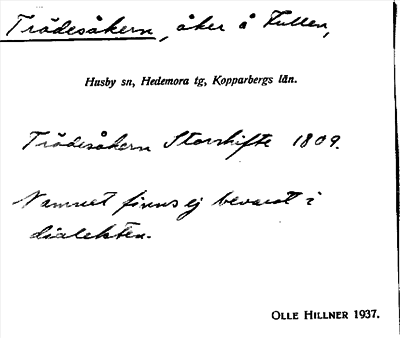 Trädesåkern, åker å Kullen,
Husby sn, Hedemora tg, Kopparbergs län.
Trädesåkern Storskifte 1809.
Namnet finns ej bevarat i
dialekten.
OLLE HILLNER 1937.